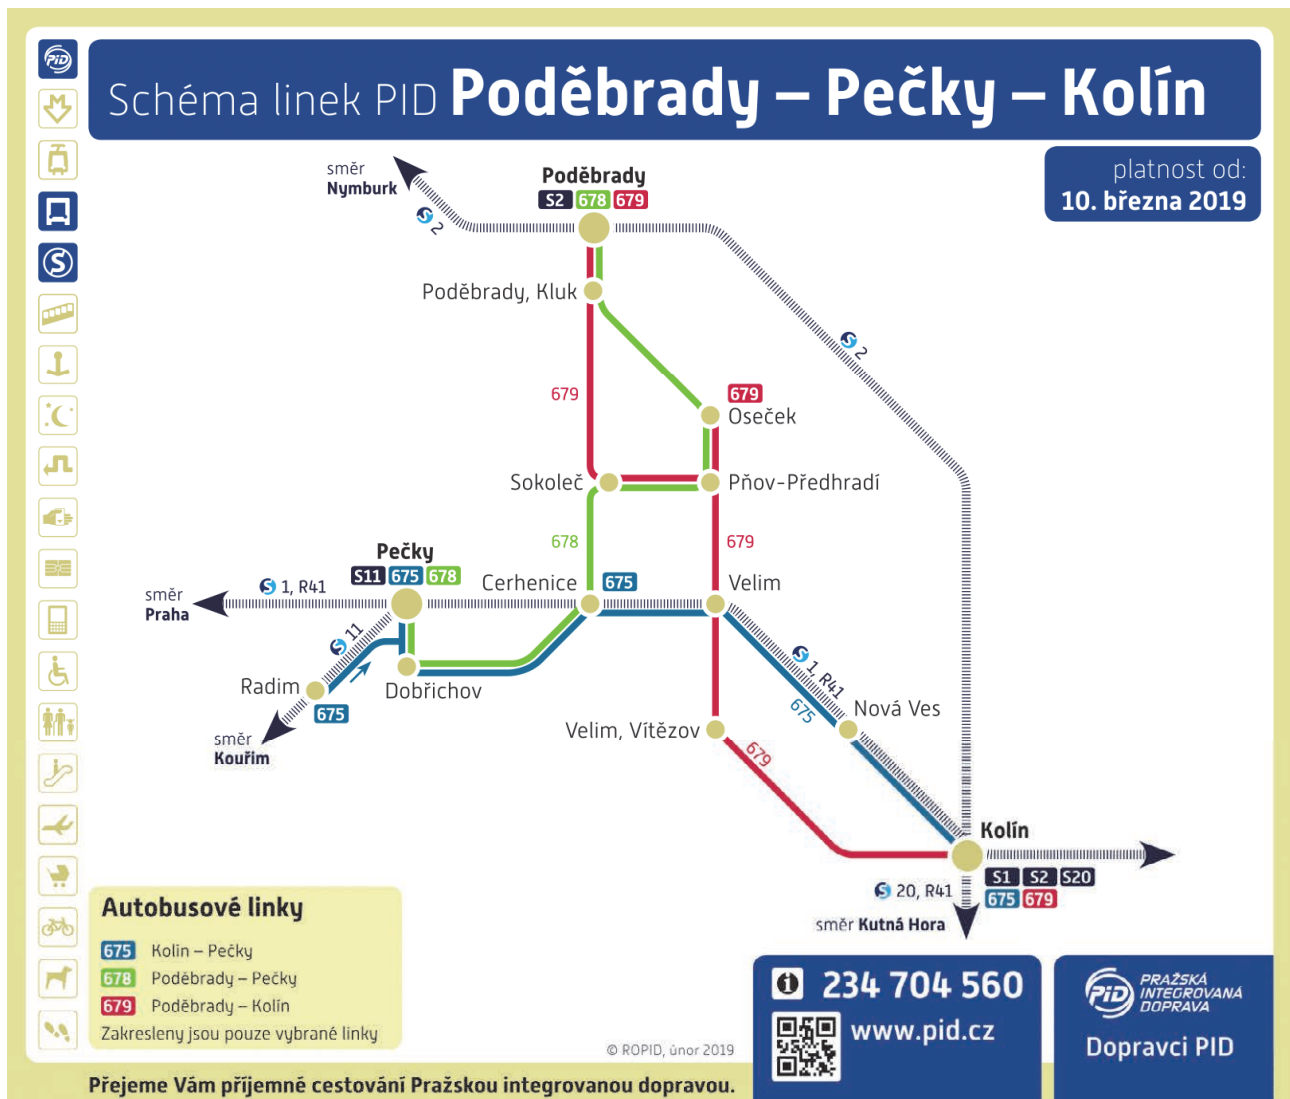 PiD
Schéma linek PID Poděbrady – Pečky – Kolín
platnost od:
10. března 2019
směr
Nymburk
S 2
Poděbrady
S2 678 679
Poděbrady, Kluk
S 2
679
679
Oseček
Sokoleč
Pňov-Předhradí
678
679
Pečky
S11 675 678
Cerhenice
675
Velim
směr
Praha
S 1, R41
S 11
Radim
675
Dobřichov
směr
Kouřim
S 1, R41
675
Nová Ves
Velim, Vítězov
679
Kolín
S1 S2 S20
675 679
S 20, R41
směr Kutná Hora
Autobusové linky
675 Kolín – Pečky
678 Poděbrady – Pečky
679 Poděbrady – Kolín
Zakresleny jsou pouze vybrané linky
© ROPID, únor 2019
234 704 560
www.pid.cz
PiD PRAŽSKÁ
INTEGROVANÁ
DOPRAVA
Dopravci PID
Přejeme Vám příjemné cestování Pražskou integrovanou dopravou.